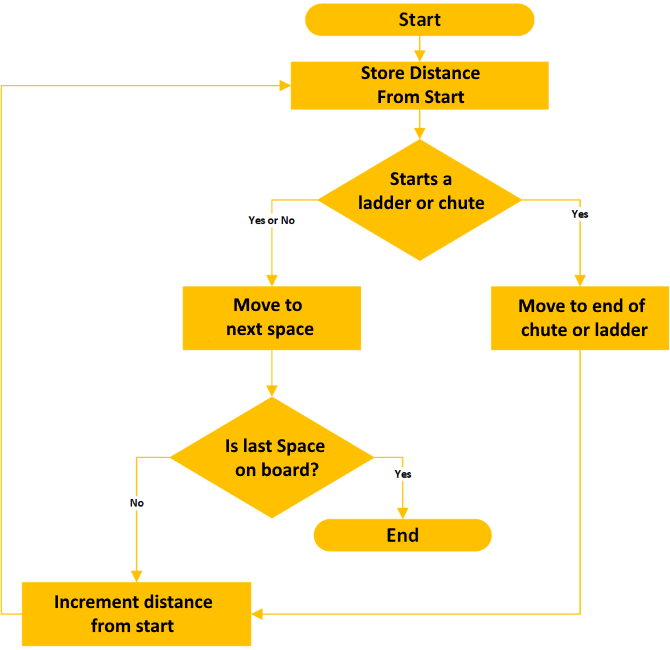 Start
Store Distance
From Start
Starts a
ladder or chute
Yes or No
Yes
Move to
next space
Move to end of
chute or ladder
Is last Space
on board?
Yes
No
End
Increment distance
from start